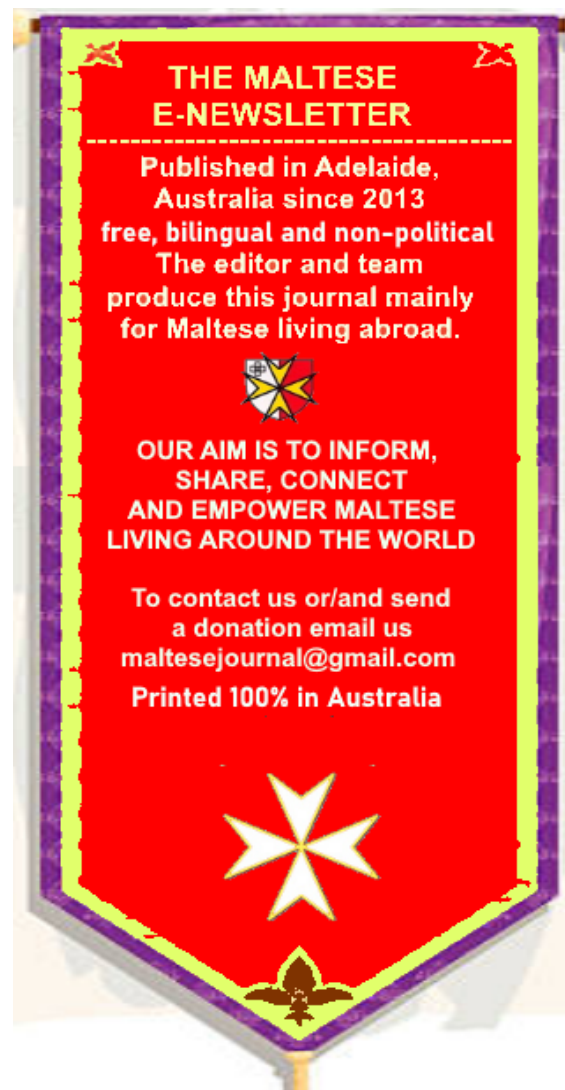 THE MALTESE
E-NEWSLETTER
Published in Adelaide,
Australia since 2013
free, bilingual and non-political
The editor and team
produce this journal mainly
for Maltese living abroad.
OUR AIM IS TO INFORM,
SHARE, CONNECT
AND EMPOWER MALTESE
LIVING AROUND THE WORLD
To contact us or/and send
a donation email us
maltesejournal@gmail.com
Printed 100% in Australia